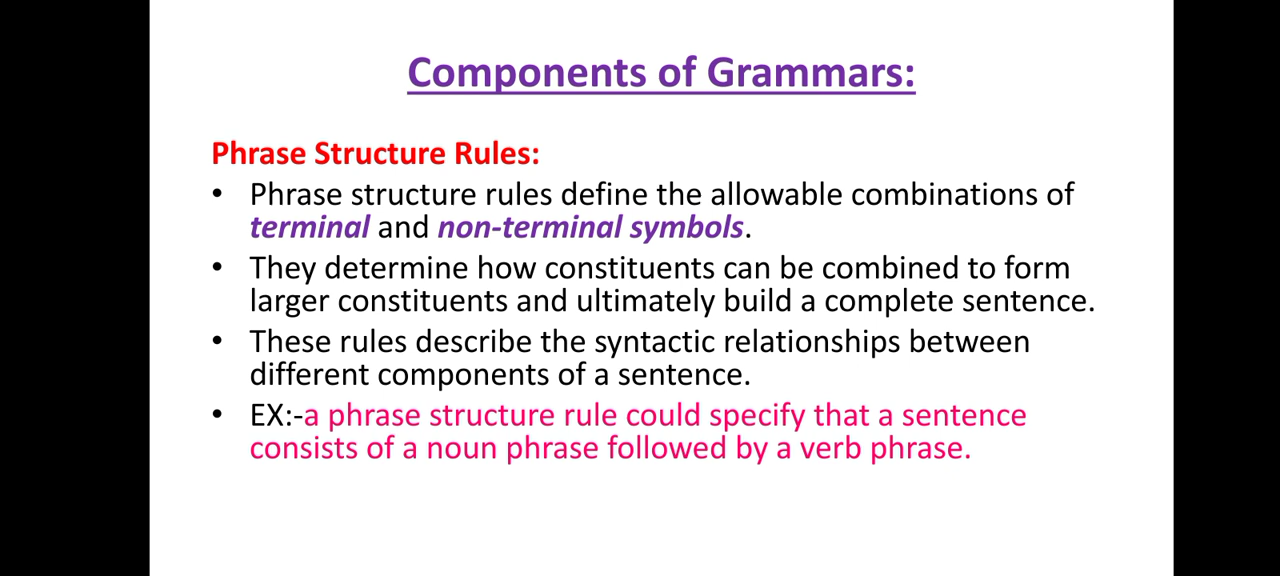 Components of Grammars:
Phrase Structure Rules:
• Phrase structure rules define the allowable combinations of
terminal and non-terminal symbols.
• They determine how constituents can be combined to form
larger constituents and ultimately build a complete sentence.
• These rules describe the syntactic relationships between
different components of a sentence.
• EX:-a phrase structure rule could specify that a sentence
consists of a noun phrase followed by a verb phrase.